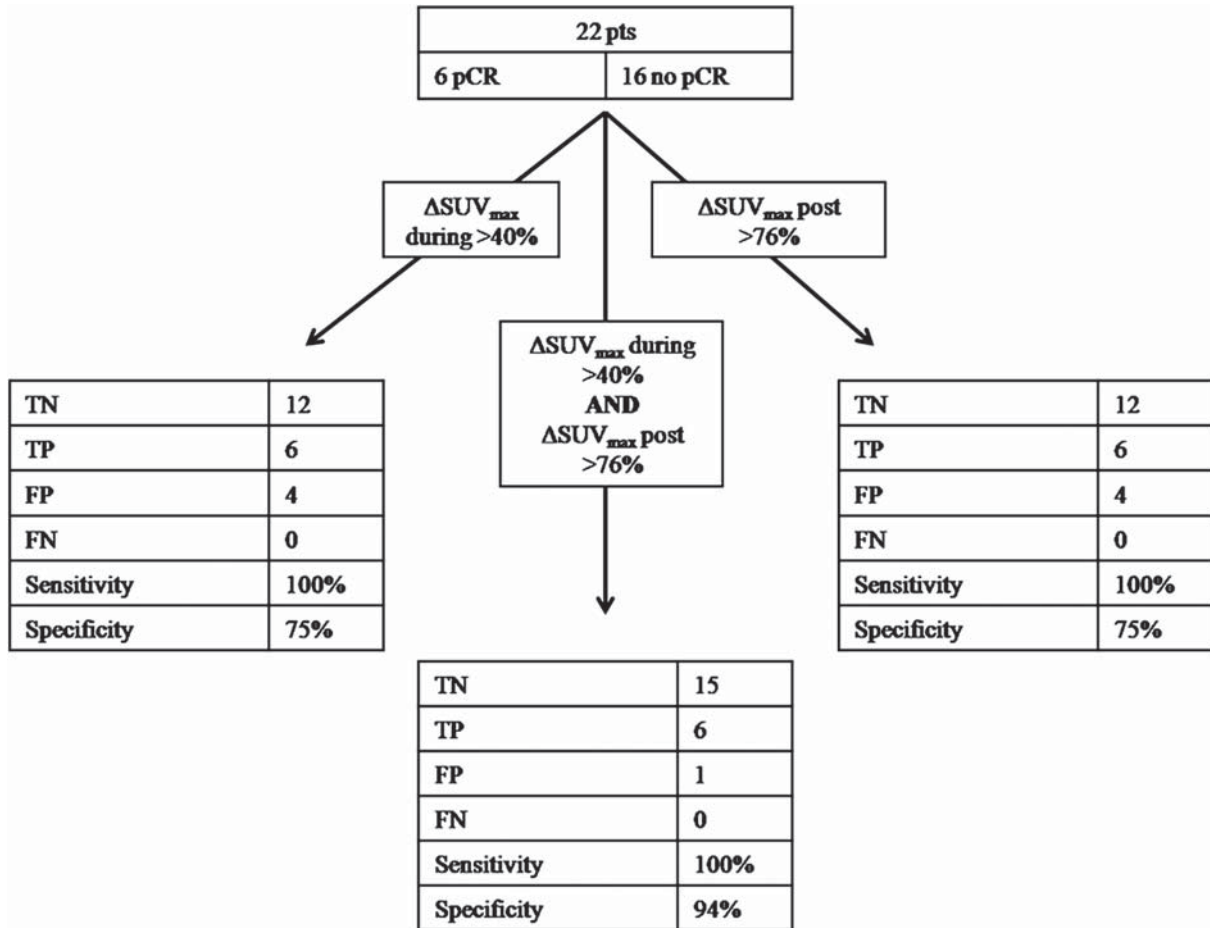 22 pts
6 pCR 16 no pCR
ΔSUVmax
during >40%
ΔSUVmax post
>76%
ΔSUVmax during
>40%
AND
ΔSUVmax post
>76%
TN 12
TP 6
FP 4
FN 0
Sensitivity 100%
Specificity 75%
TN 12
TP 6
FP 4
FN 0
Sensitivity 100%
Specificity 75%
TN 15
TP 6
FP 1
FN 0
Sensitivity 100%
Specificity 94%